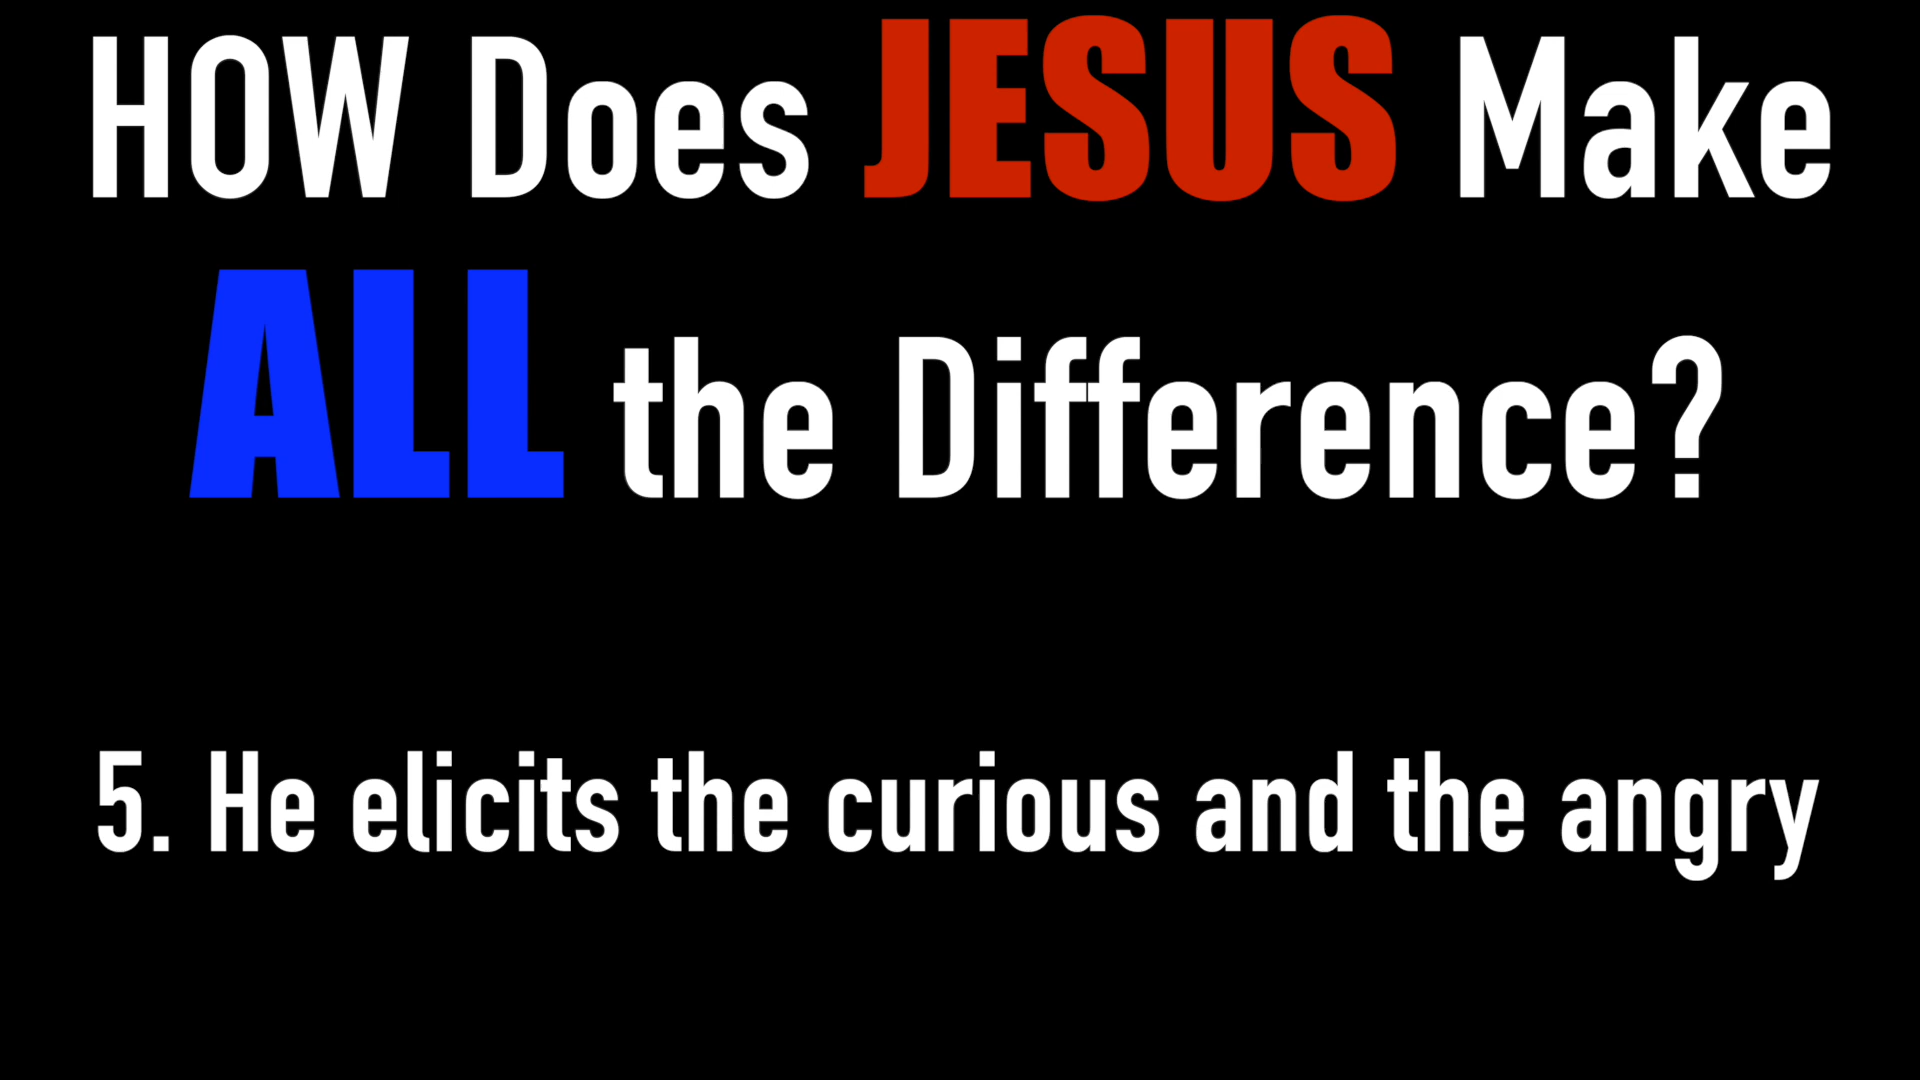 HOW Does JESUS Make
ALL the Difference?
5. He elicits the curious and the angry